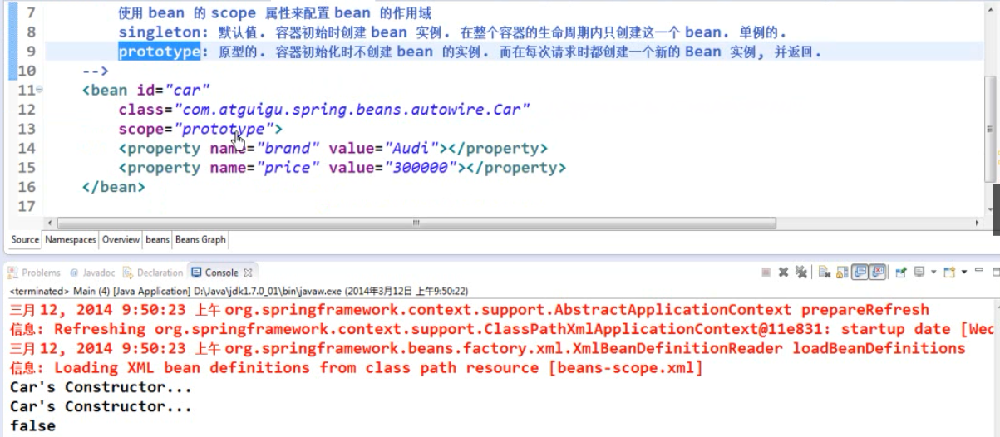 7 使用 bean 的 scope 属性来配置 bean 的作用域
8 singleton: 默认值. 容器初始时创建 bean 实例. 在整个容器的生命周期内只创建这一个 bean. 单例的.
9 prototype: 原型的. 容器初始化时不创建 bean 的实例. 而在每次请求时都创建一个新的 Bean 实例, 并返回.
10 -->
11 <bean id="car"
12 class="com.atguigu.spring.beans.autowire.Car"
13 scope="prototype">
14 <property name="brand" value="Audi"></property>
15 <property name="price" value="300000"></property>
16 </bean>
17
Source Namespaces Overview beans Beans Graph
Problems @ Javadoc Declaration Console
<terminated> Main (4) [Java Application] D:\Java\jdk1.7.0_01\bin\javaw.exe (2014年3月12日 上午9:50:22)
三月 12, 2014 9:50:23 上午 org.springframework.context.support.AbstractApplicationContext prepareRefresh
信息: Refreshing org.springframework.context.support.ClassPathXmlApplicationContext@11e831: startup date [Wed
三月 12, 2014 9:50:23 上午 org.springframework.beans.factory.xml.XmlBeanDefinitionReader loadBeanDefinitions
信息: Loading XML bean definitions from class path resource [beans-scope.xml]
Car's Constructor...
Car's Constructor...
false